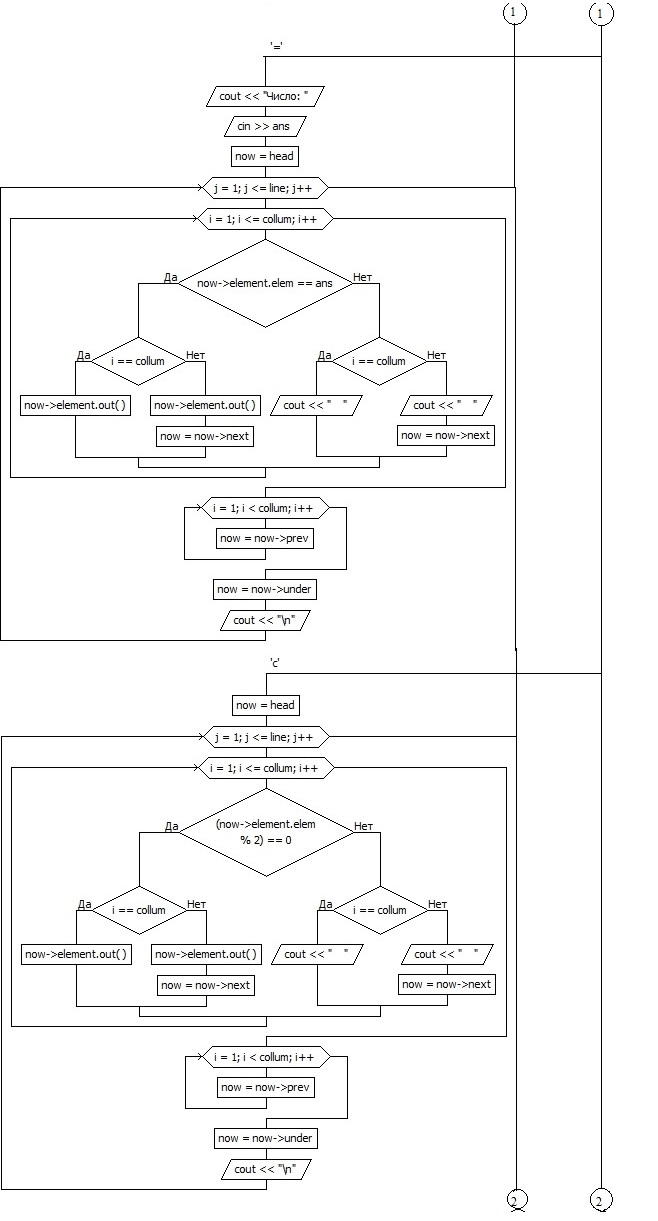 1 1
'='
cout << "Число: "
cin >> ans
now = head
j = 1; j <= line; j++
i = 1; i <= collum; i++
Да now->element.elem == ans Нет
Да i == collum Нет Да i == collum Нет
now->element.out() now->element.out() cout << "   " cout << "   "
now = now->next now = now->next
i = 1; i < collum; i++
now = now->prev
now = now->under
cout << "\n"
'c'
now = head
j = 1; j <= line; j++
i = 1; i <= collum; i++
Да (now->element.elem Нет
% 2) == 0
Да i == collum Нет Да i == collum Нет
now->element.out() now->element.out() cout << "   " cout << "   "
now = now->next now = now->next
i = 1; i < collum; i++
now = now->prev
now = now->under
cout << "\n"
2 2